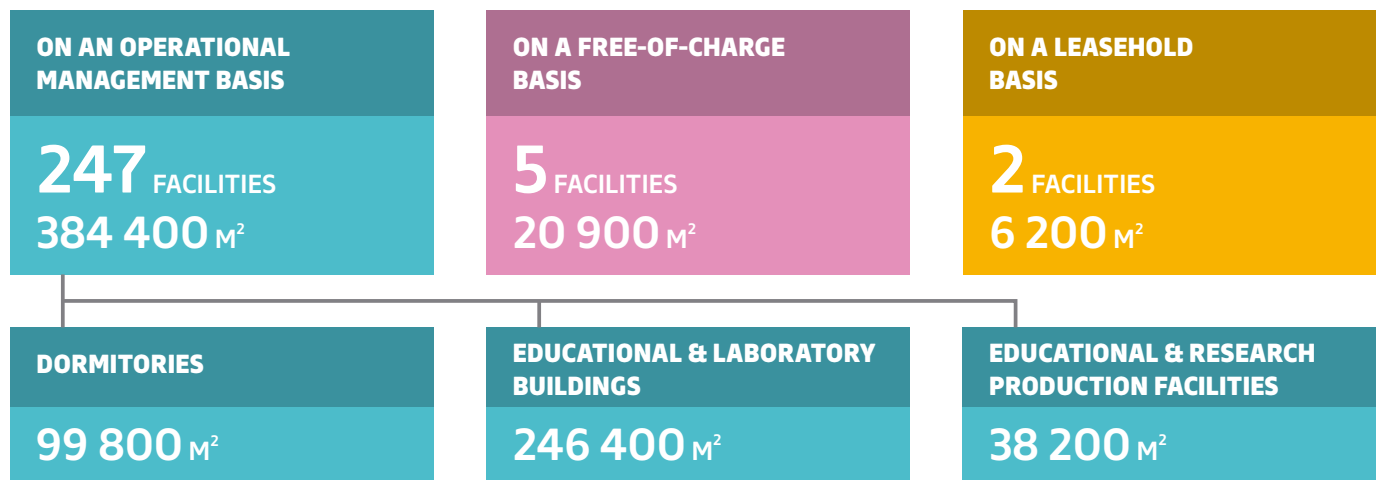 ON AN OPERATIONAL
MANAGEMENT BASIS
247 FACILITIES
384 400 M²
ON A FREE-OF-CHARGE
BASIS
5 FACILITIES
20 900 M²
ON A LEASEHOLD
BASIS
2 FACILITIES
6 200 M²
DORMITORIES
99 800 M²
EDUCATIONAL & LABORATORY
BUILDINGS
246 400 M²
EDUCATIONAL & RESEARCH
PRODUCTION FACILITIES
38 200 M²